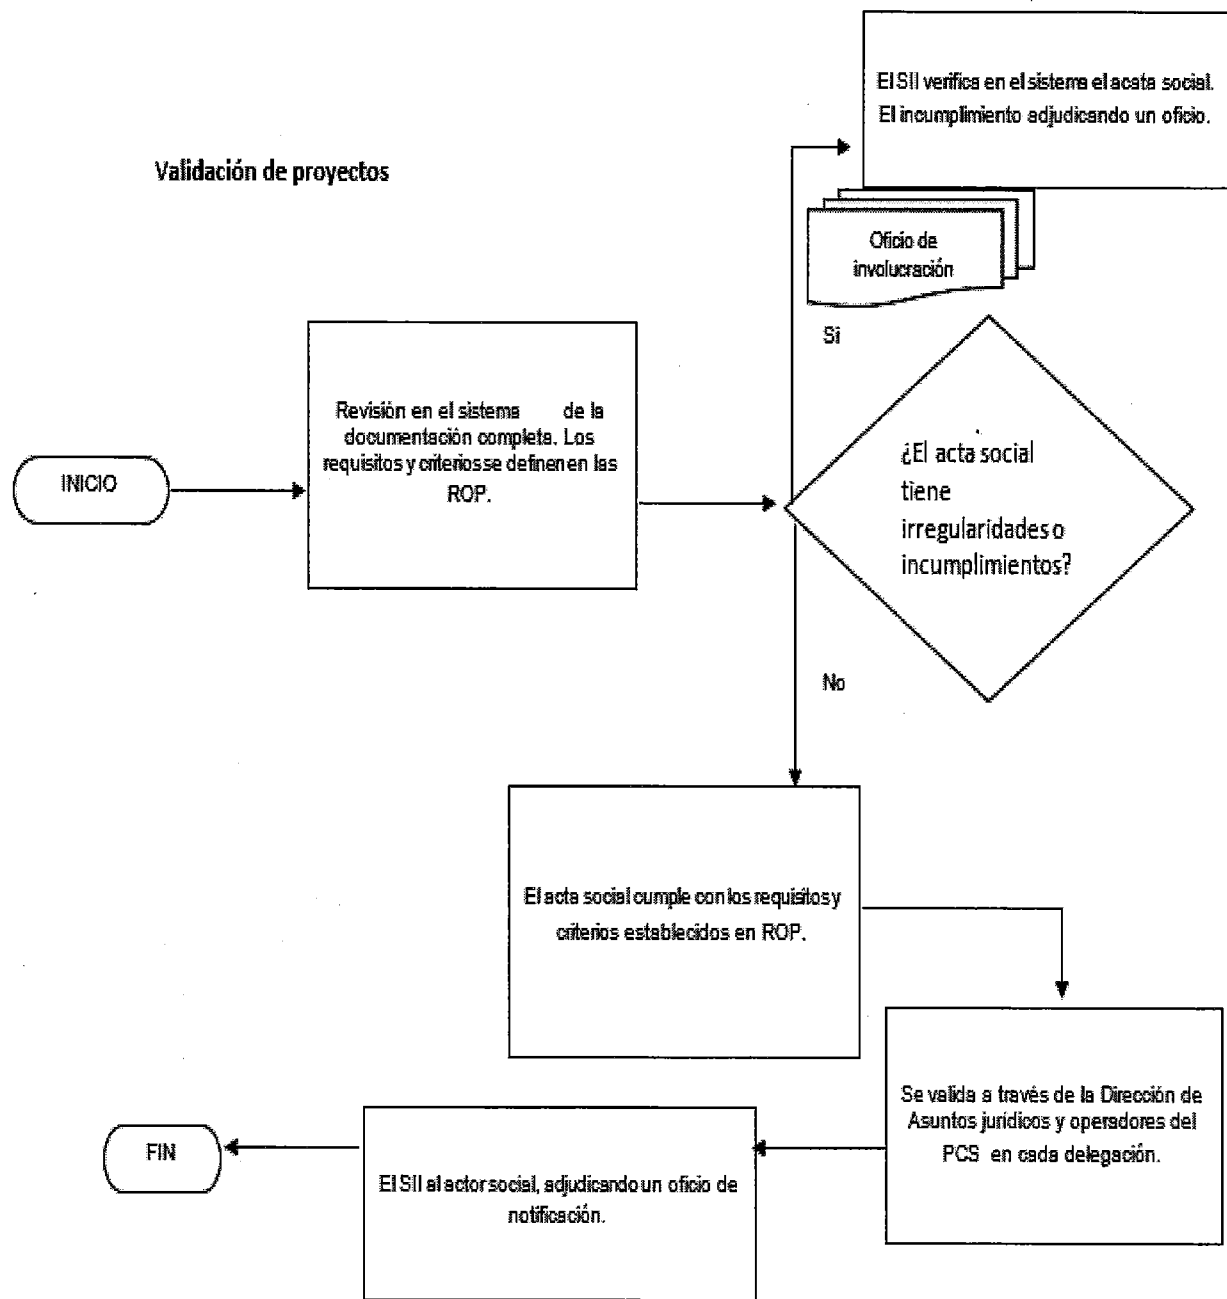 Validación de proyectos
El SII verifica en el sistema el acata social.
El incumplimiento adjudicando un oficio.
Oficio de
involucración
Si
INICIO
Revisión en el sistema de la
documentación completa. Los
requisitos y criterios se definen en las
ROP.
¿El acta social
tiene
irregularidades o
incumplimientos?
No
El acta social cumple con los requisitos y
criterios establecidos en ROP.
Se valida a través de la Dirección de
Asuntos jurídicos y operadores del
PCS en cada delegación.
El SII al actor social, adjudicando un oficio de
notificación.
FIN